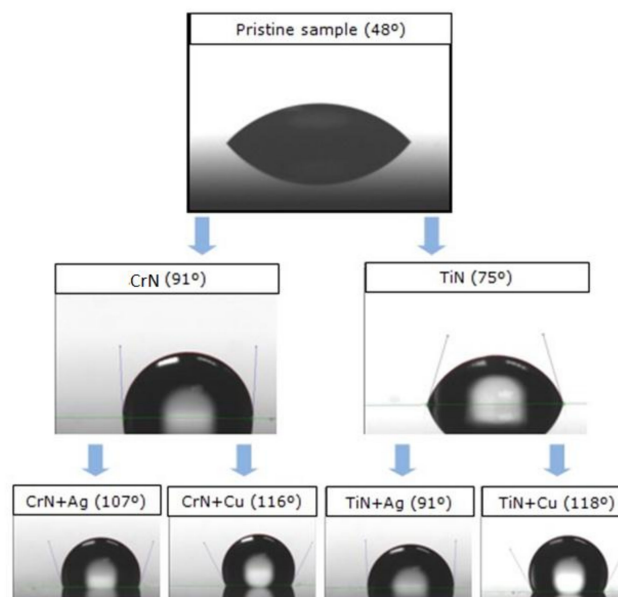 Pristine sample (48º)
CrN (91º)
TiN (75º)
CrN+Ag (107º)
CrN+Cu (116º)
TiN+Ag (91º)
TiN+Cu (118º)